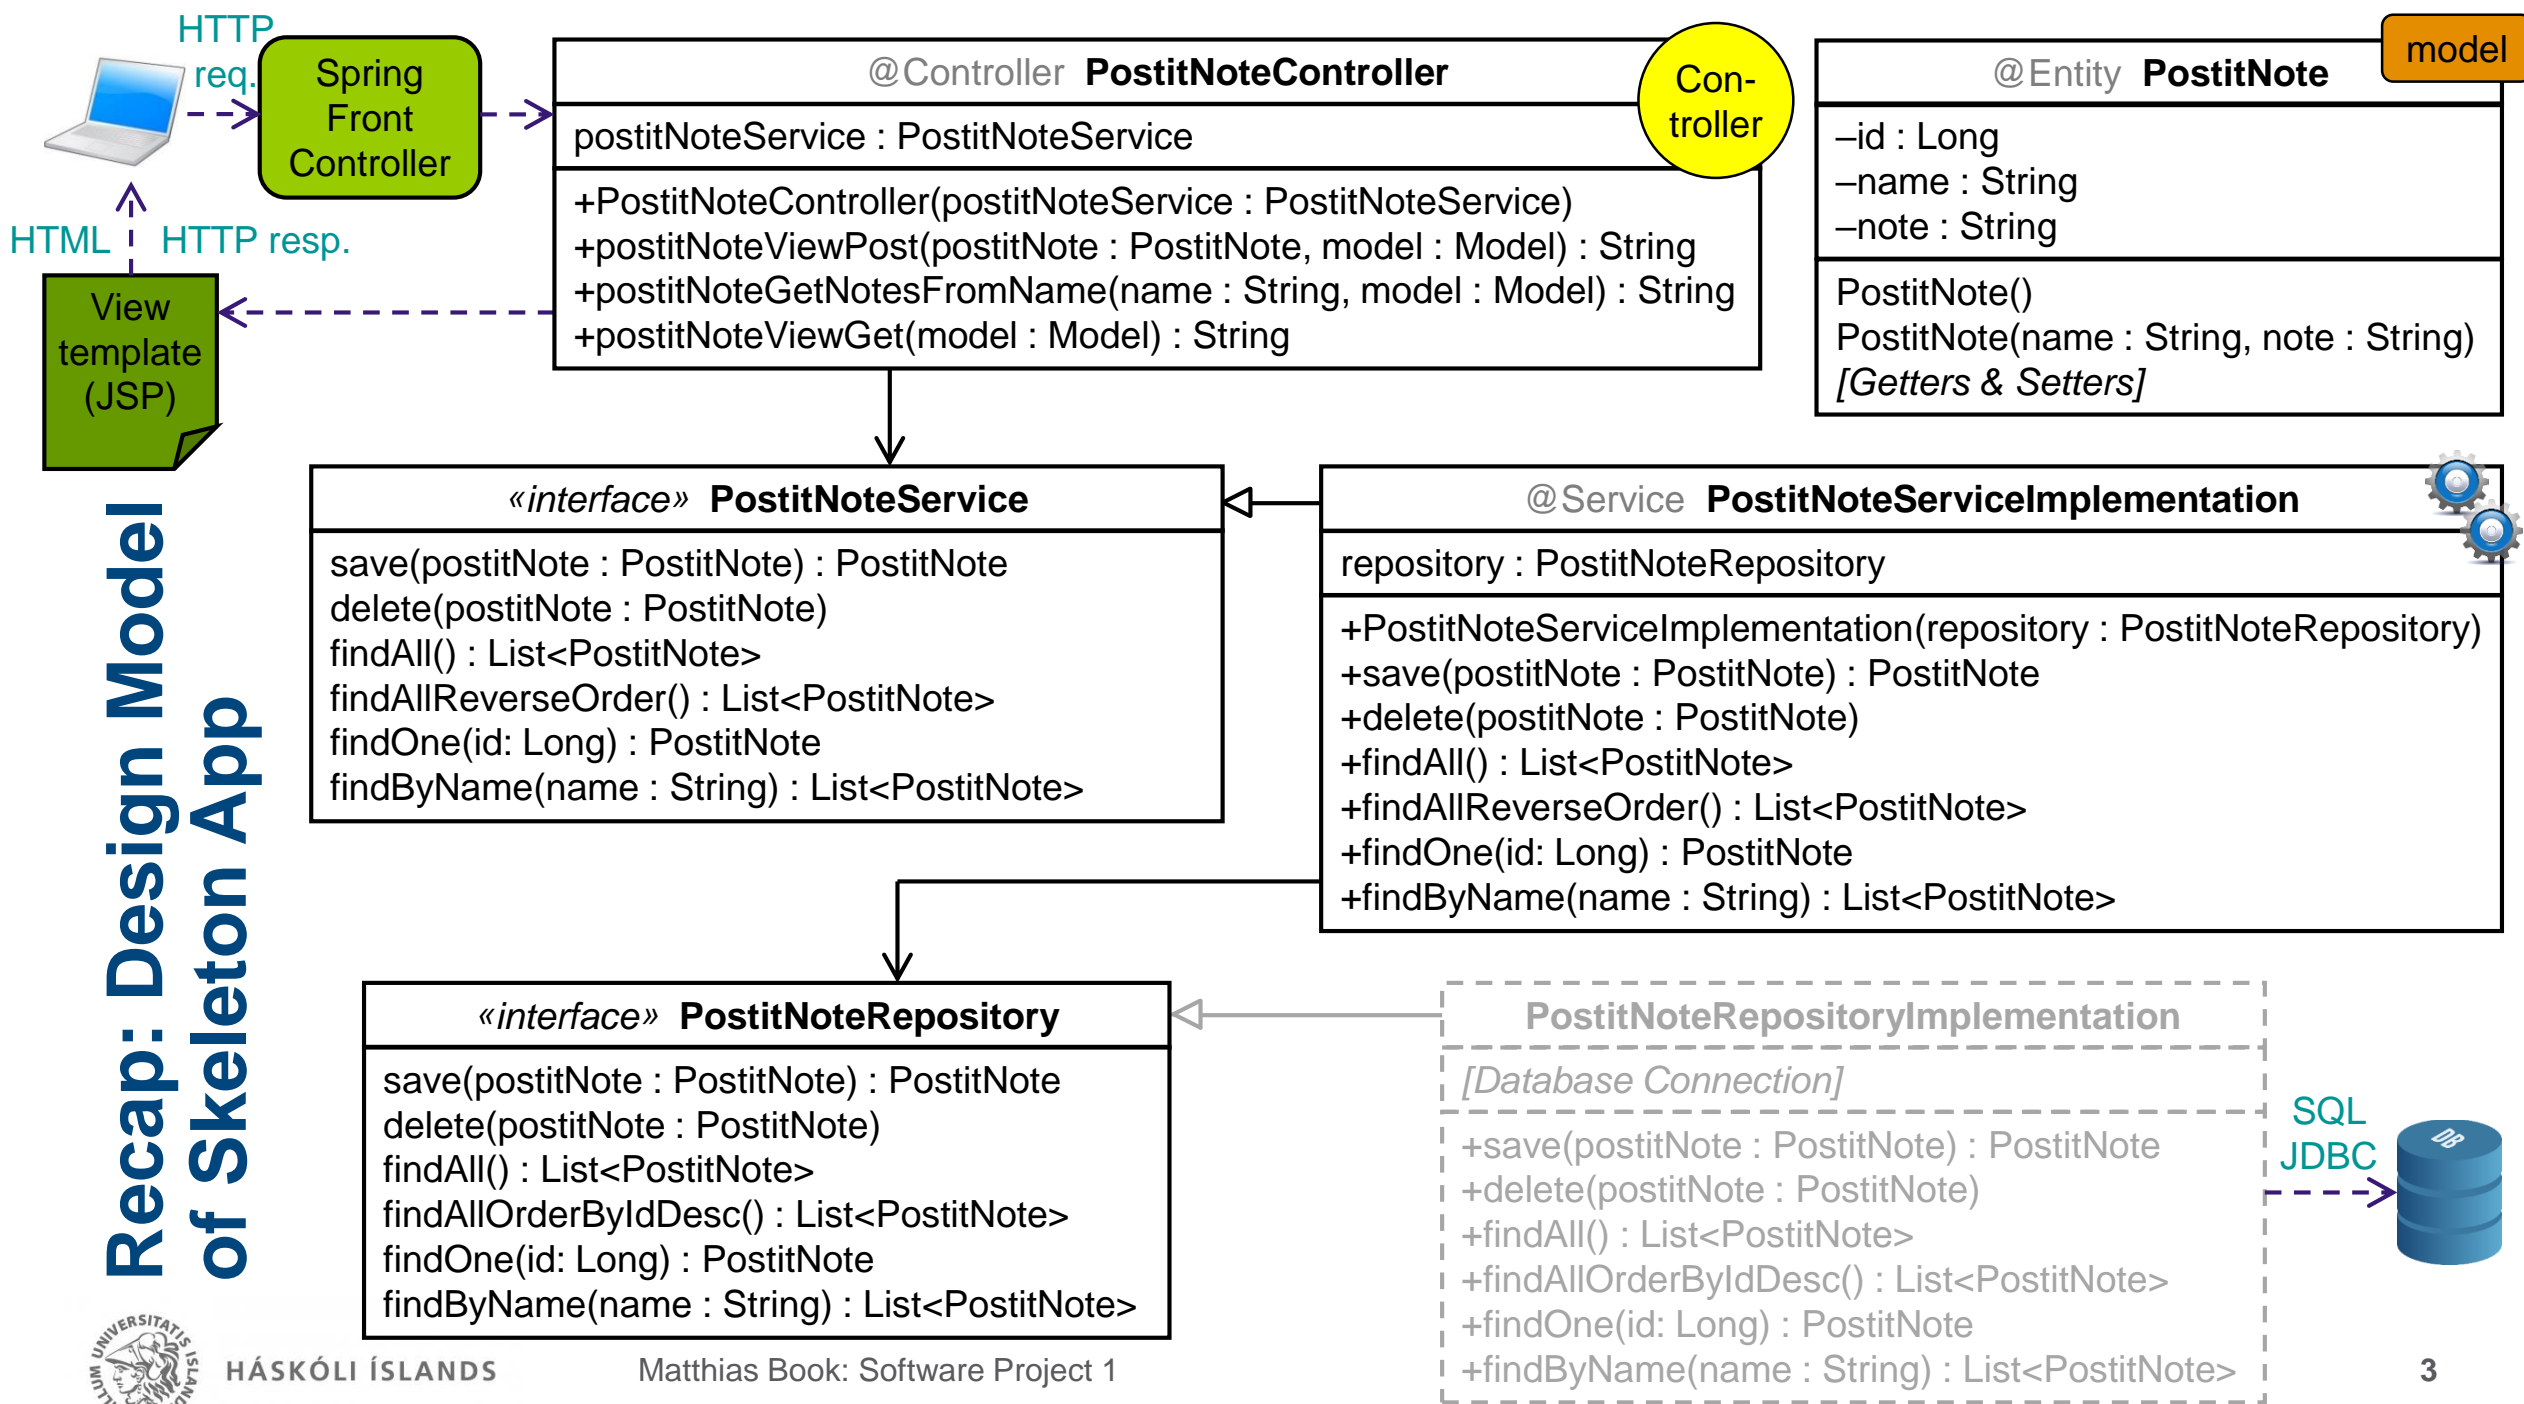 HTTP
req.
Spring
Front
Controller
@Controller PostitNoteController
postitNoteService : PostitNoteService
+PostitNoteController(postitNoteService : PostitNoteService)
+postitNoteViewPost(postitNote : PostitNote, model : Model) : String
+postitNoteGetNotesFromName(name : String, model : Model) : String
+postitNoteViewGet(model : Model) : String
Con-
troller
model
@Entity PostitNote
–id : Long
–name : String
–note : String
PostitNote()
PostitNote(name : String, note : String)
[Getters & Setters]
HTML HTTP resp.
View
template
(JSP)
Recap: Design Model
of Skeleton App
«interface» PostitNoteService
save(postitNote : PostitNote) : PostitNote
delete(postitNote : PostitNote)
findAll() : List<PostitNote>
findAllReverseOrder() : List<PostitNote>
findOne(id: Long) : PostitNote
findByName(name : String) : List<PostitNote>
@Service PostitNoteServiceImplementation
repository : PostitNoteRepository
+PostitNoteServiceImplementation(repository : PostitNoteRepository)
+save(postitNote : PostitNote) : PostitNote
+delete(postitNote : PostitNote)
+findAll() : List<PostitNote>
+findAllReverseOrder() : List<PostitNote>
+findOne(id: Long) : PostitNote
+findByName(name : String) : List<PostitNote>
«interface» PostitNoteRepository
save(postitNote : PostitNote) : PostitNote
delete(postitNote : PostitNote)
findAll() : List<PostitNote>
findAllOrderByIdDesc() : List<PostitNote>
findOne(id: Long) : PostitNote
findByName(name : String) : List<PostitNote>
PostitNoteRepositoryImplementation
[Database Connection]
+save(postitNote : PostitNote) : PostitNote
+delete(postitNote : PostitNote)
+findAll() : List<PostitNote>
+findAllOrderByIdDesc() : List<PostitNote>
+findOne(id: Long) : PostitNote
+findByName(name : String) : List<PostitNote>
SQL
JDBC
DB
HÁSKÓLI ÍSLANDS
Matthias Book: Software Project 1
3